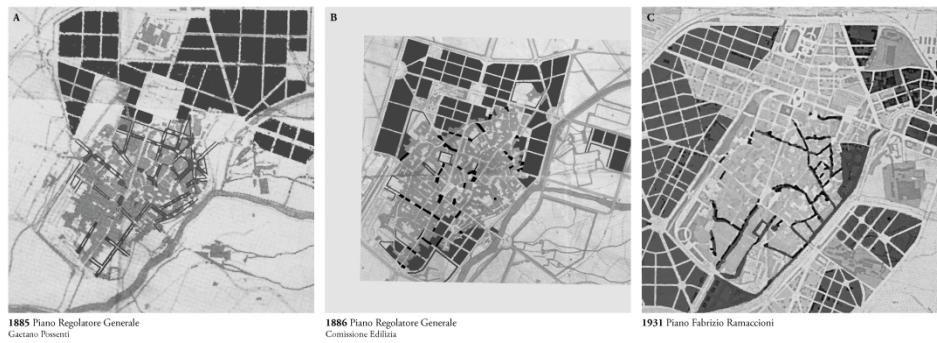 A
B
C
1885 Piano Regolatore Generale
Gaetano Possenti
1886 Piano Regolatore Generale
Comissione Edilizia
1931 Piano Fabrizio Ramaccioni